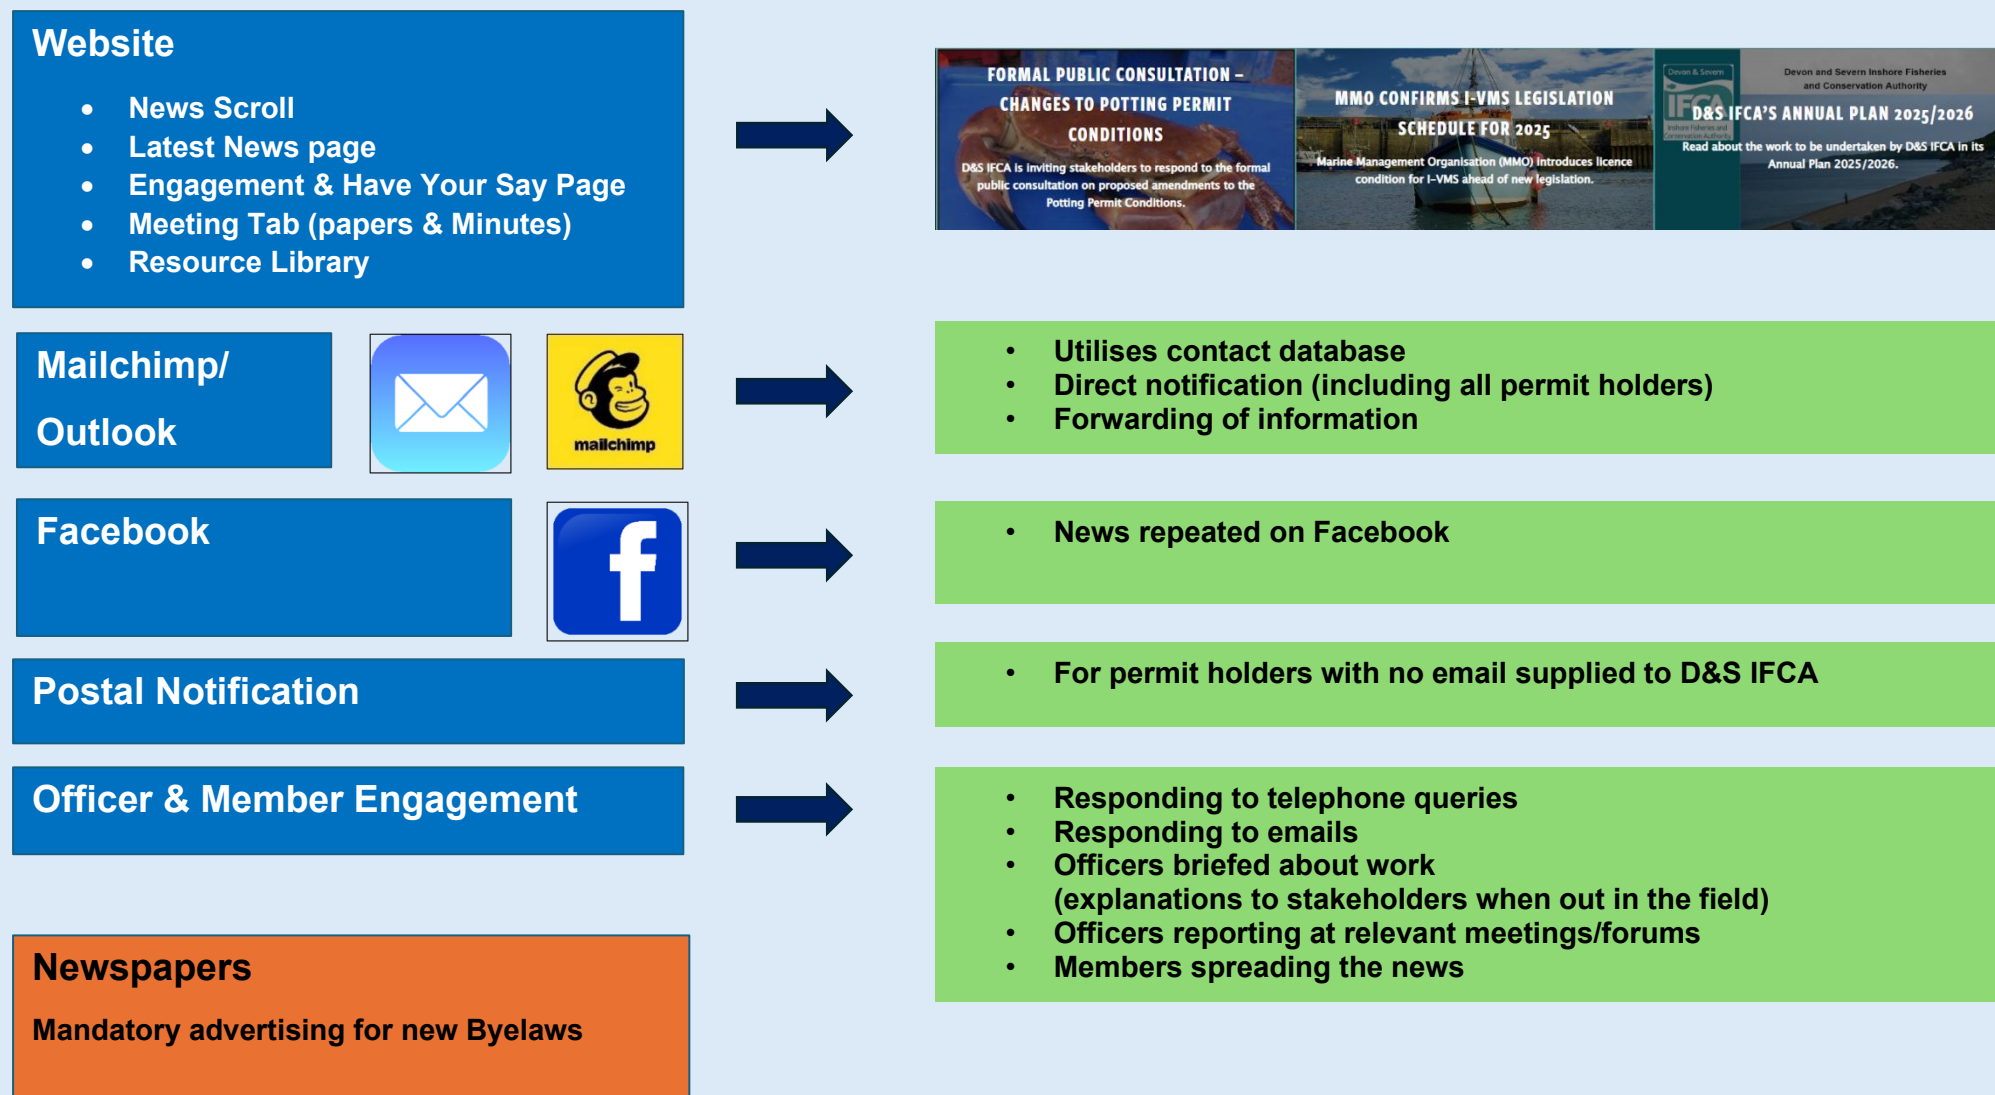 Website
• News Scroll
• Latest News page
• Engagement & Have Your Say Page
• Meeting Tab (papers & Minutes)
• Resource Library
FORMAL PUBLIC CONSULTATION –
CHANGES TO POTTING PERMIT
CONDITIONS
D&S IFCA is inviting stakeholders to respond to the formal
public consultation on proposed amendments to the
Potting Permit Conditions.
MMO CONFIRMS I-VMS LEGISLATION
SCHEDULE FOR 2025
Marine Management Organisation (MMO) introduces licence
condition for I-VMS ahead of new legislation.
Devon & Severn
IFCA
Inshore Fisheries and
Conservation Authority
Devon and Severn Inshore Fisheries
and Conservation Authority
D&S IFCA'S ANNUAL PLAN 2025/2026
Read about the work to be undertaken by D&S IFCA in its
Annual Plan 2025/2026.
Mailchimp/
Outlook
mailchimp
• Utilises contact database
• Direct notification (including all permit holders)
• Forwarding of information
Facebook
f
• News repeated on Facebook
Postal Notification
• For permit holders with no email supplied to D&S IFCA
Officer & Member Engagement
• Responding to telephone queries
• Responding to emails
• Officers briefed about work
(explanations to stakeholders when out in the field)
• Officers reporting at relevant meetings/forums
• Members spreading the news
Newspapers
Mandatory advertising for new Byelaws